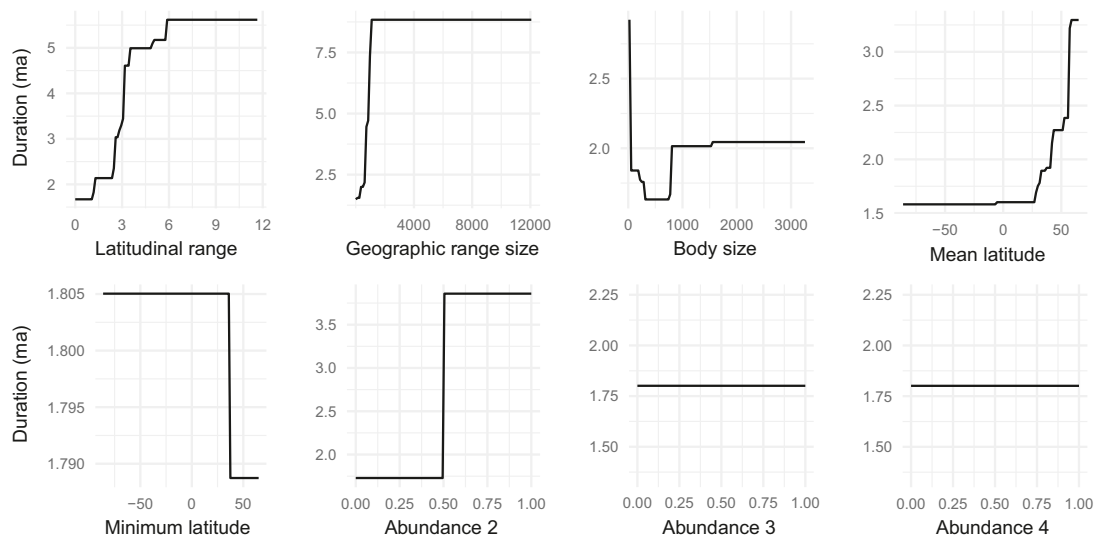 Duration (ma)
5
4
3
2
0 3 6 9 12
Latitudinal range
7.5
5.0
2.5
4000 8000 12000
Geographic range size
2.5
2.0
0 1000 2000 3000
Body size
3.0
2.5
2.0
1.5
−50 0 50
Mean latitude
Duration (ma)
1.805
1.800
1.795
1.790
−50 0 50
Minimum latitude
3.5
3.0
2.5
2.0
0.00 0.25 0.50 0.75 1.00
Abundance 2
2.25
2.00
1.75
1.50
0.00 0.25 0.50 0.75 1.00
Abundance 3
2.25
2.00
1.75
1.50
0.00 0.25 0.50 0.75 1.00
Abundance 4